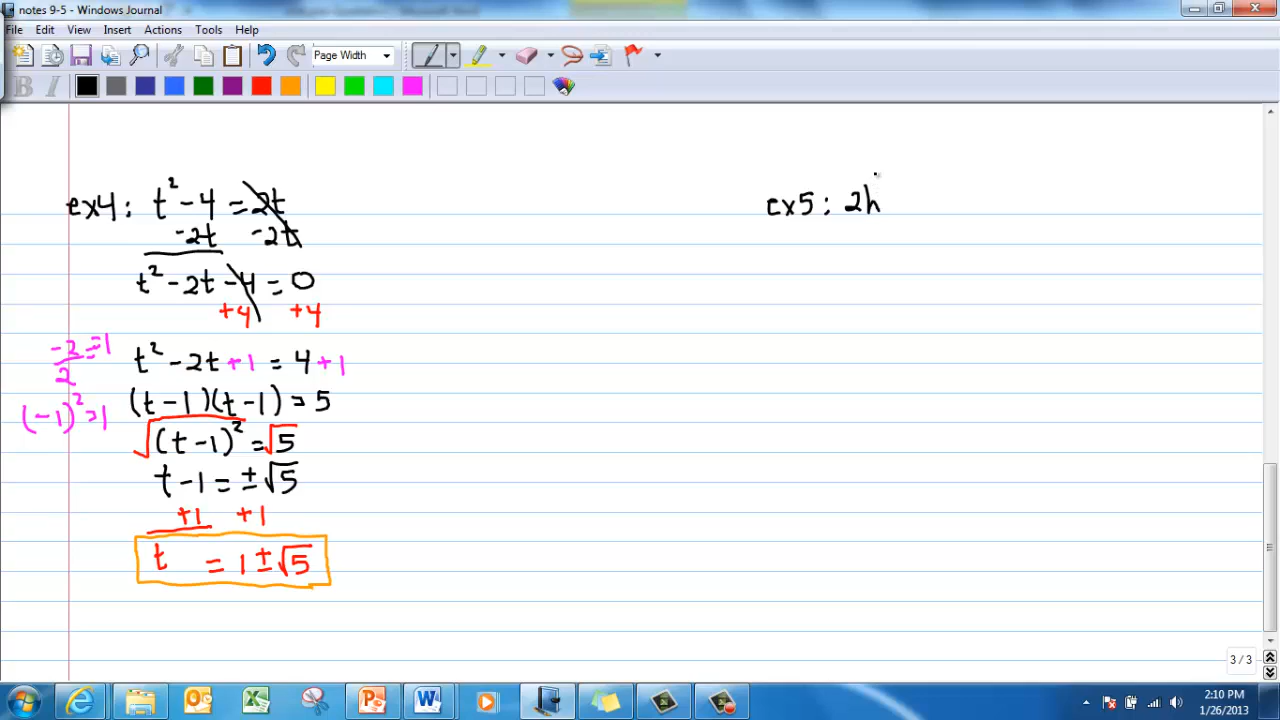 notes 9-5 - Windows Journal
File Edit View Insert Actions Tools Help
Page Width
B I
ex4: t² - 4 = 2t
-2t -2t
t² - 2t - 4 = 0
+4 +4
-2/2 = -1
t² - 2t + 1 = 4 + 1
(-1)² = 1
(t - 1)(t - 1) = 5
√(t - 1)² = √5
t - 1 = ± √5
+1 +1
t = 1 ± √5
ex5: 2h
3 / 3
2:10 PM
1/26/2013